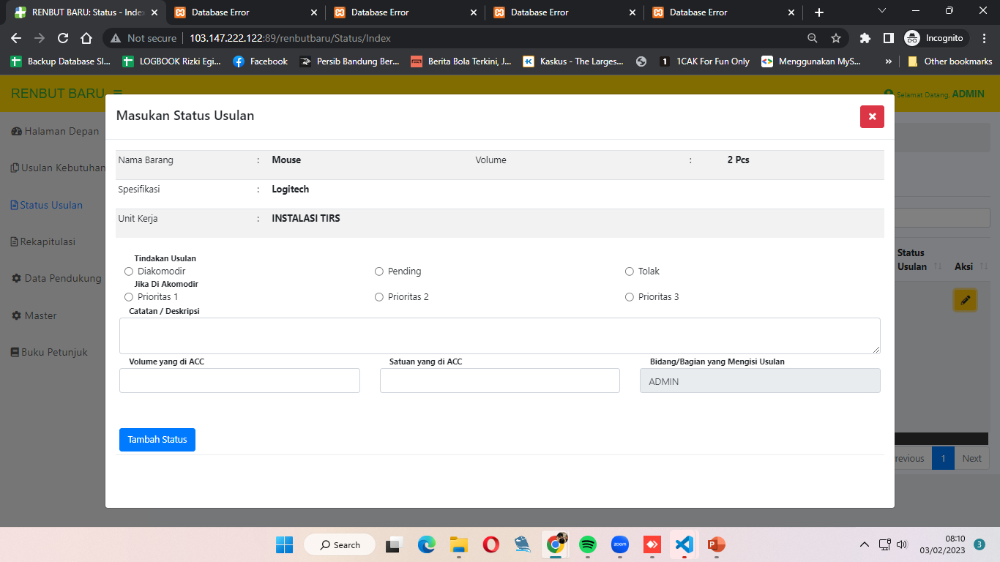 RENBUT BARU: Status - Inde
Database Error
Database Error
Database Error
Database Error
Not secure
103.147.222.122:89/renbutbaru/Status/Index
Incognito
Backup Database SI...
LOGBOOK Rizki Egi...
Facebook
Persib Bandung Ber...
Berita Bola Terkini, J...
Kaskus - The Larges...
1CAK For Fun Only
Menggunakan MyS...
»
Other bookmarks
RENBUT BARU
Selamat Datang, ADMIN
Halaman Depan
Usulan Kebutuhan
Status Usulan
Rekapitulasi
Data Pendukung
Master
Buku Petunjuk
Masukan Status Usulan
Nama Barang : Mouse Volume : 2 Pcs
Spesifikasi : Logitech
Unit Kerja : INSTALASI TIRS
Tindakan Usulan
Diakomodir Pending Tolak
Jika Di Akomodir
Prioritas 1 Prioritas 2 Prioritas 3
Catatan / Deskripsi
Volume yang di ACC Satuan yang di ACC Bidang/Bagian yang Mengisi Usulan
ADMIN
Tambah Status
Status
Usulan
Aksi
revious 1 Next
Search
zoom
08:10
03/02/2023
3